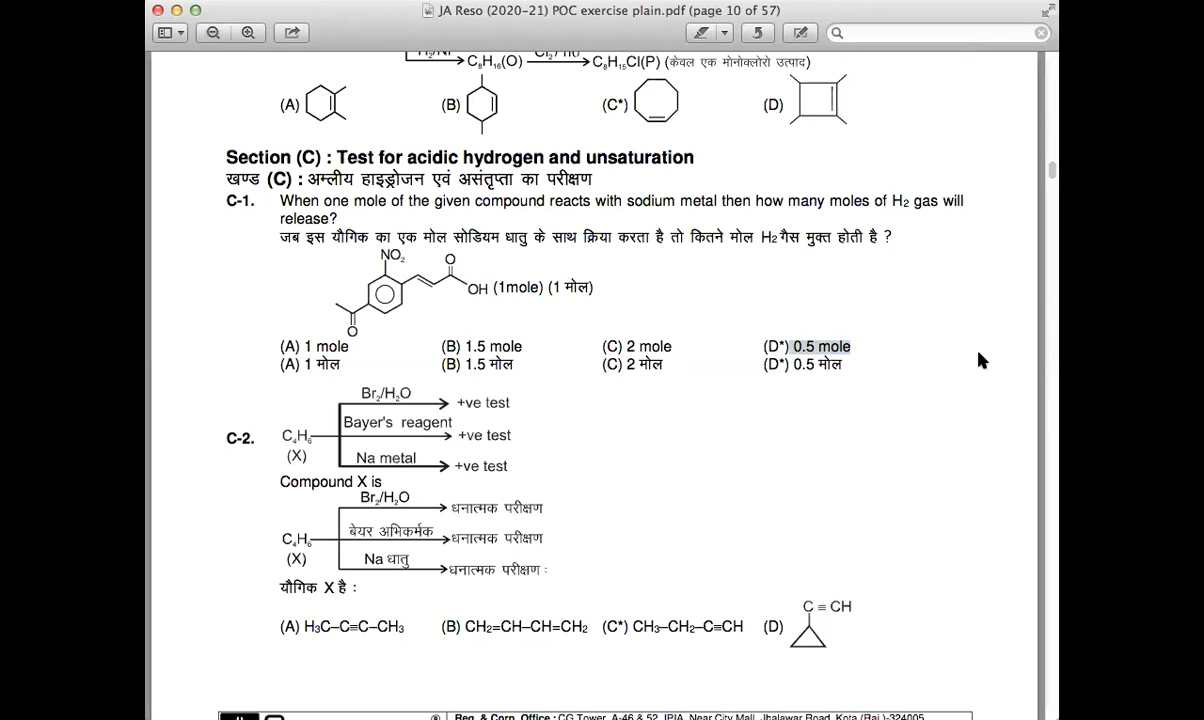 JA Reso (2020-21) POC exercise plain.pdf (page 10 of 57)
C₈H₁₆(O) C₈H₁₅Cl(P) (केवल एक मोनोक्लोरो उत्पाद)
(A) (B) (C*) (D)
Section (C) : Test for acidic hydrogen and unsaturation
खण्ड (C) : अम्लीय हाइड्रोजन एवं असंतृप्ता का परीक्षण
C-1. When one mole of the given compound reacts with sodium metal then how many moles of H2 gas will
release?
जब इस यौगिक का एक मोल सोडियम धातु के साथ क्रिया करता है तो कितने मोल H2 गैस मुक्त होती है ?
NO₂ O
OH (1mole) (1 मोल)
O
(A) 1 mole (B) 1.5 mole (C) 2 mole (D*) 0.5 mole
(A) 1 मोल (B) 1.5 मोल (C) 2 मोल (D*) 0.5 मोल
Br₂/H₂O +ve test
C-2. C₄H₆ Bayer's reagent +ve test
(X) Na metal +ve test
Compound X is
Br₂/H₂O धनात्मक परीक्षण
C₄H₆ बेयर अभिकर्मक धनात्मक परीक्षण
(X) Na धातु धनात्मक परीक्षण :
यौगिक X है :
C ≡ CH
(A) H3C–C≡C–CH3 (B) CH2=CH–CH=CH2 (C*) CH3–CH2–C≡CH (D)
Reg. & Corp. Office : CG Tower, A-46 & 52, IPIA, Near City Mall, Jhalawar Road, Kota (Raj.)-324005